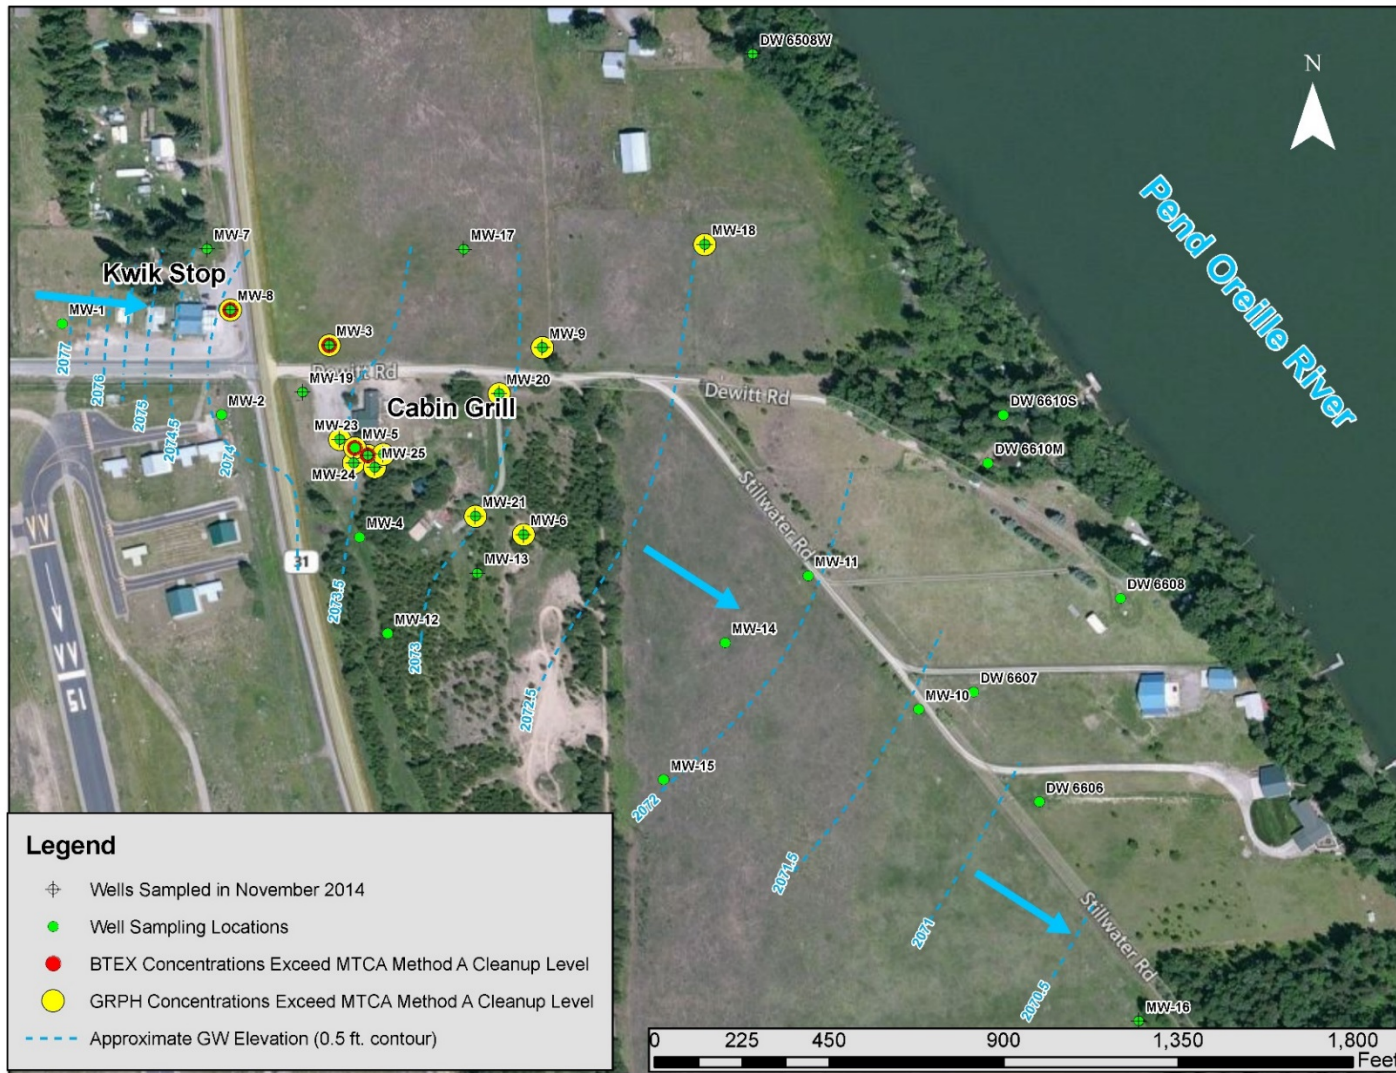 DW 6508W
N
Pend Oreille River
MW-7
MW-17
MW-18
Kwik Stop
MW-8
MW-1
MW-3
MW-9
2077
2076
2075
2074.5
2074
Dewitt Rd
MW-19
MW-20
Dewitt Rd
MW-2
Cabin Grill
DW 6610S
MW-23
MW-5
MW-25
MW-24
DW 6610M
MW-21
MW-6
Stillwater Rd
MW-4
31
MW-13
MW-11
DW 6608
2073.5
MW-12
2073
MW-14
15
2072.5
DW 6607
MW-10
MW-15
2072
DW 6606
2071.5
2071
Stillwater Rd
2070.5
MW-16
Legend
Wells Sampled in November 2014
Well Sampling Locations
BTEX Concentrations Exceed MTCA Method A Cleanup Level
GRPH Concentrations Exceed MTCA Method A Cleanup Level
Approximate GW Elevation (0.5 ft. contour)
0 225 450 900 1,350 1,800
Feet